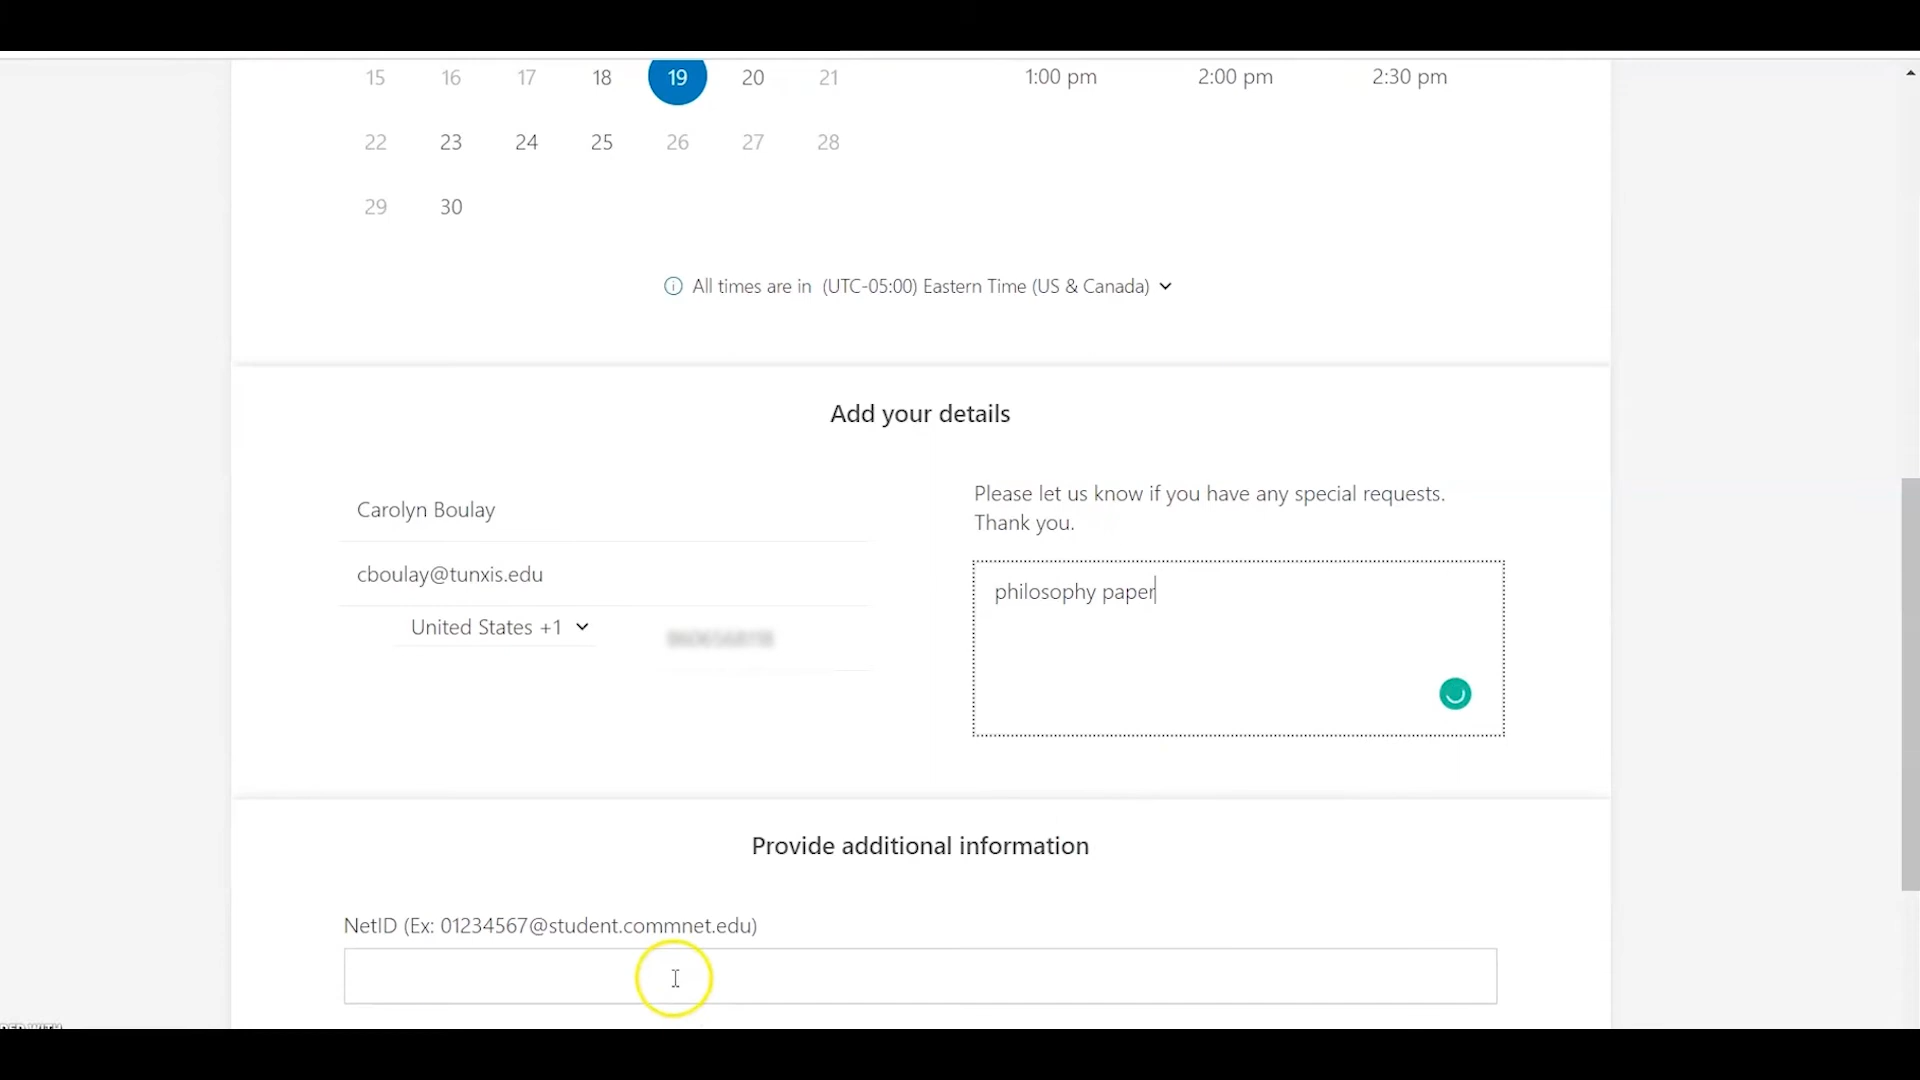 15 16 17 18 19 20 21 1:00 pm 2:00 pm 2:30 pm
22 23 24 25 26 27 28
29 30
All times are in (UTC-05:00) Eastern Time (US & Canada)
Add your details
Carolyn Boulay
cboulay@tunxis.edu
United States +1
Please let us know if you have any special requests.
Thank you.
philosophy paper
Provide additional information
NetID (Ex: 01234567@student.commnet.edu)